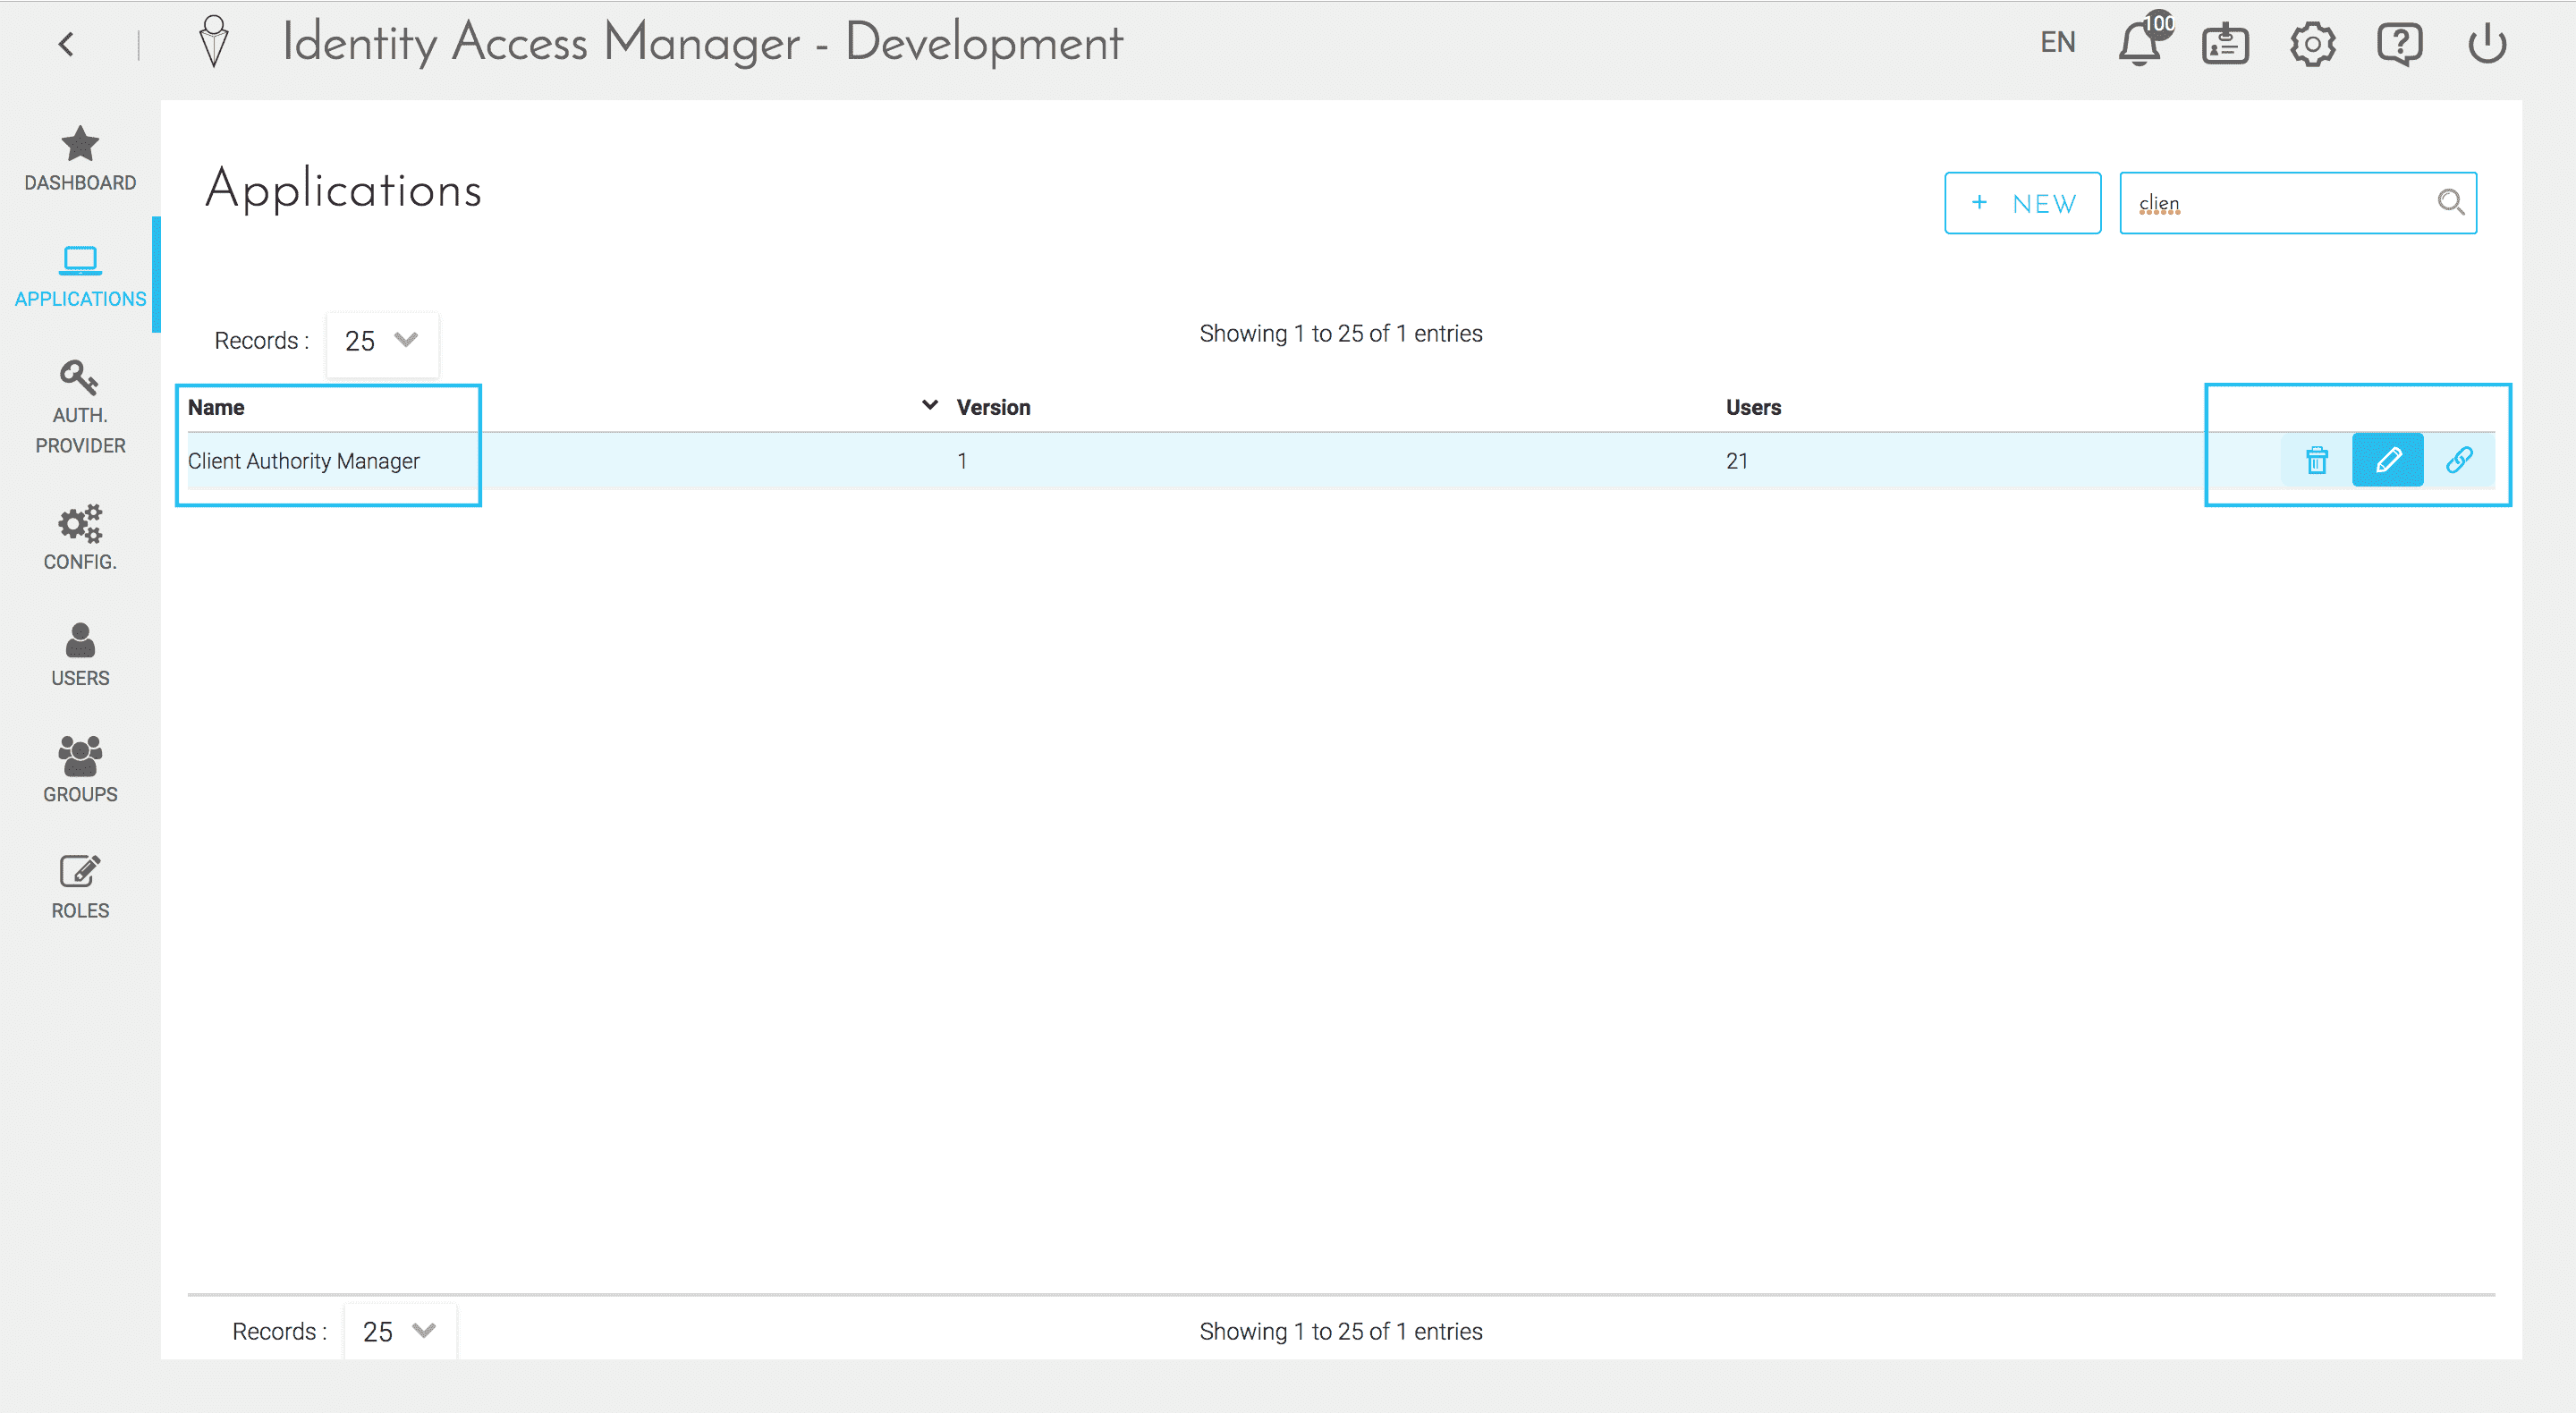 Identity Access Manager - Development
EN
100
DASHBOARD
APPLICATIONS
AUTH.
PROVIDER
CONFIG.
USERS
GROUPS
ROLES
Applications
+ NEW
clien
Records :
25
Showing 1 to 25 of 1 entries
Name
Version
Users
Client Authority Manager
1
21
Records :
25
Showing 1 to 25 of 1 entries